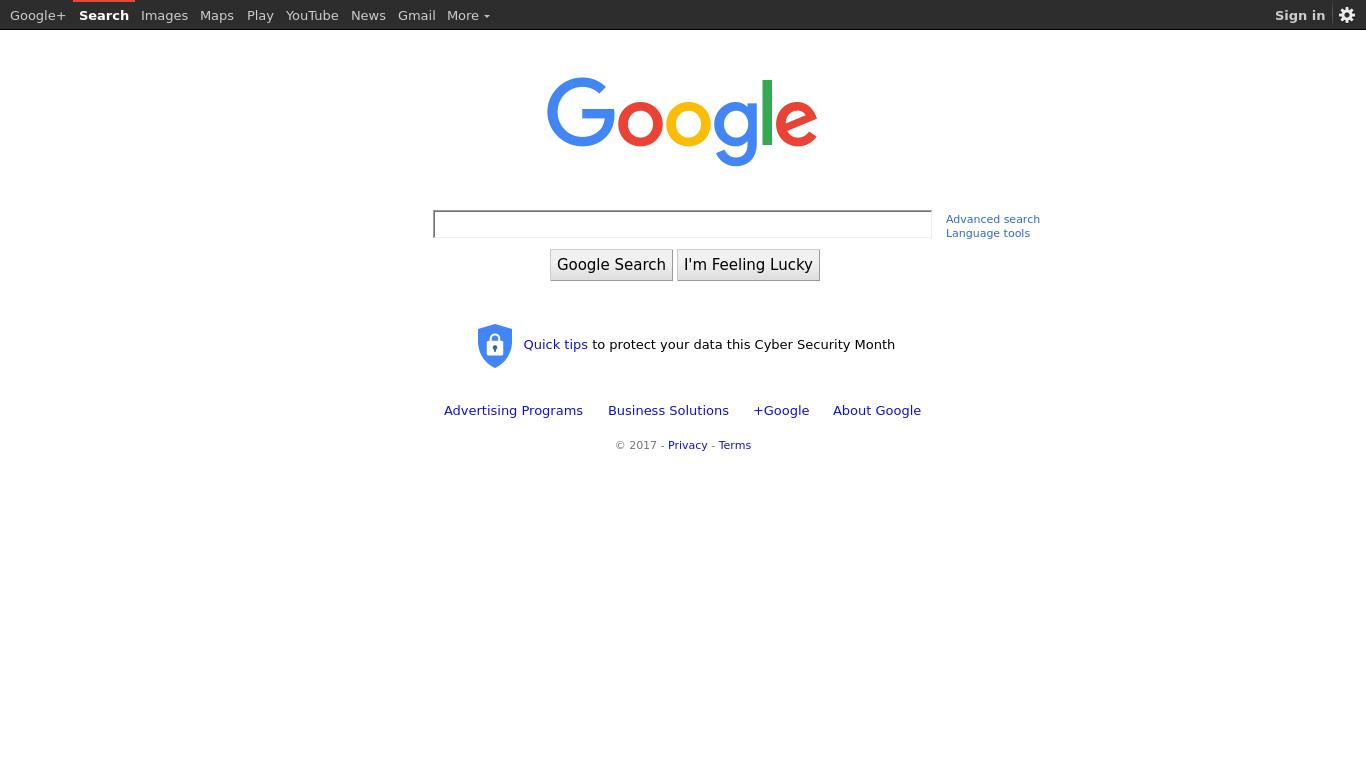 Google+ Search Images Maps Play YouTube News Gmail More Sign in
Google
Advanced search
Language tools
Google Search I'm Feeling Lucky
Quick tips to protect your data this Cyber Security Month
Advertising Programs Business Solutions +Google About Google
© 2017 - Privacy - Terms